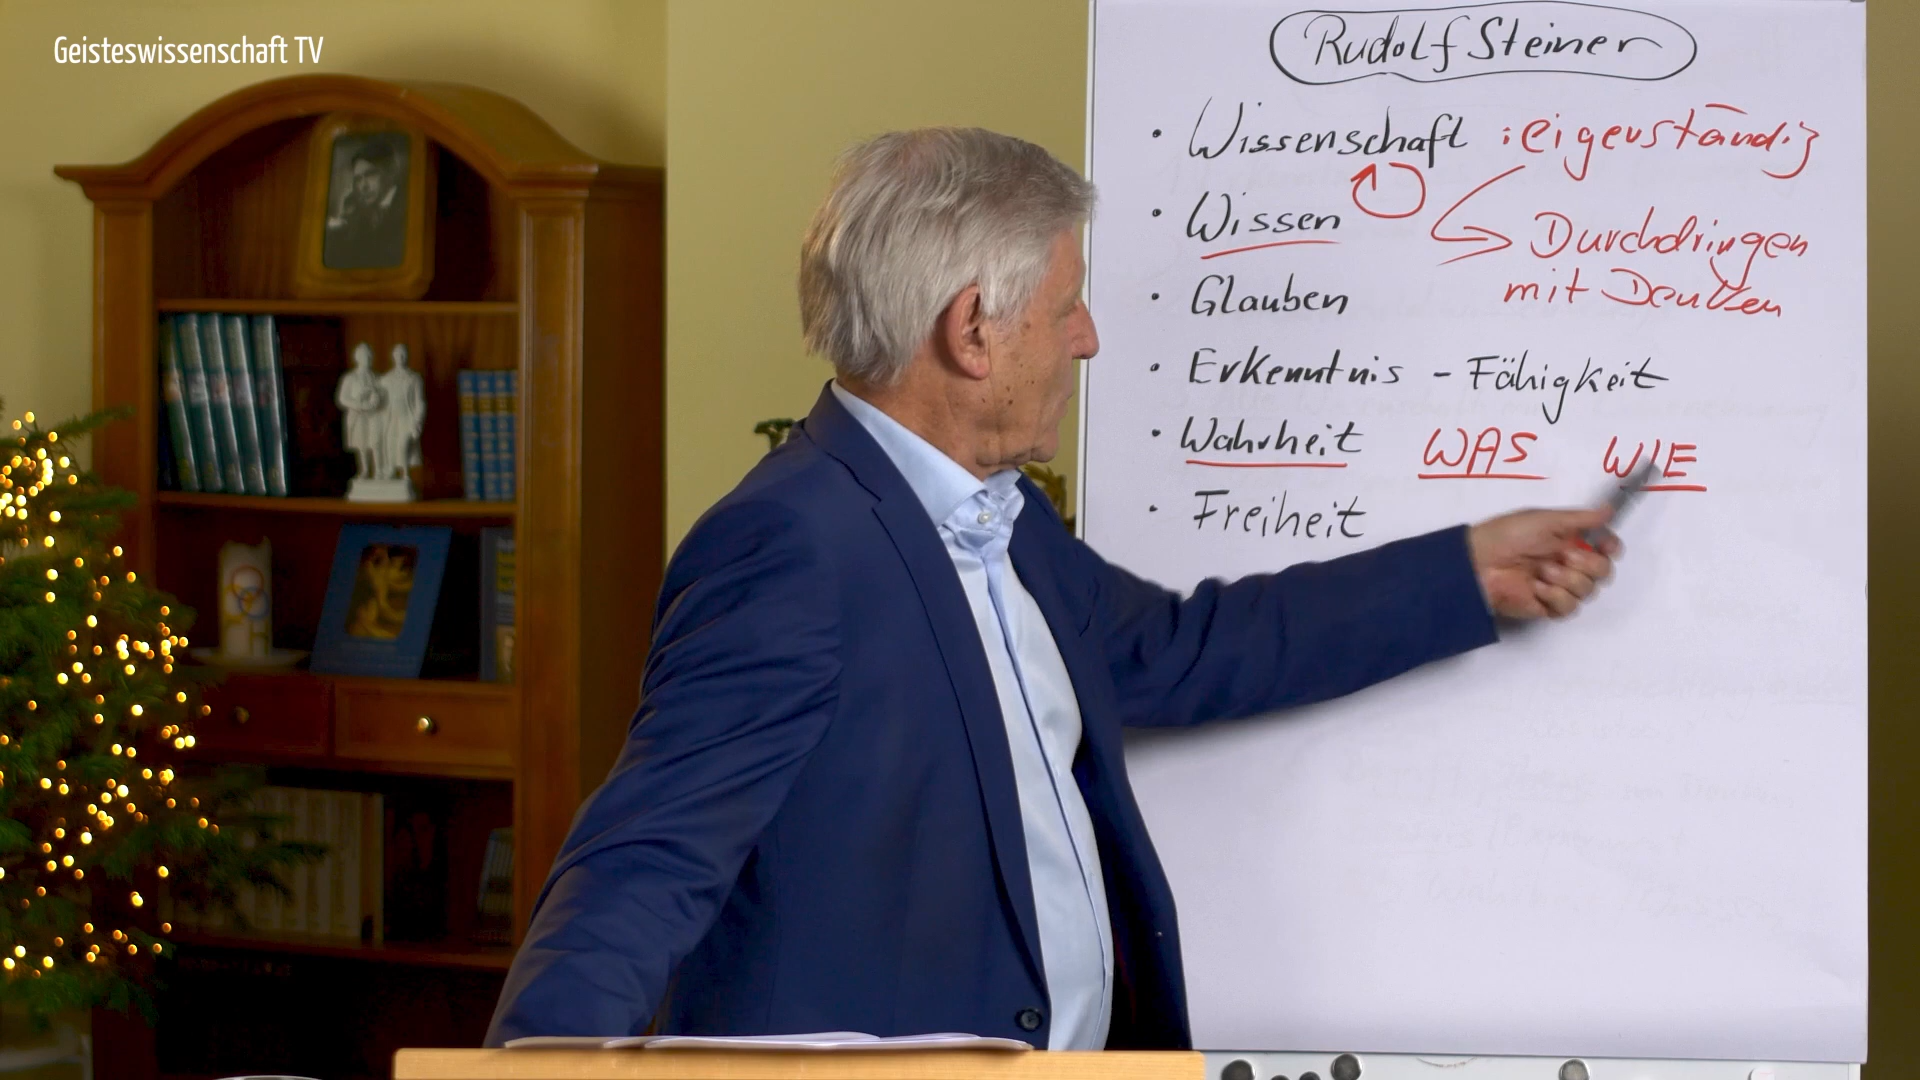 Geisteswissenschaft TV
Rudolf Steiner
• Wissenschaft : eigenständig
• Wissen
Durchdringen
mit Denken
• Glauben
• Erkenntnis - Fähigkeit
• Wahrheit WAS WIE
• Freiheit